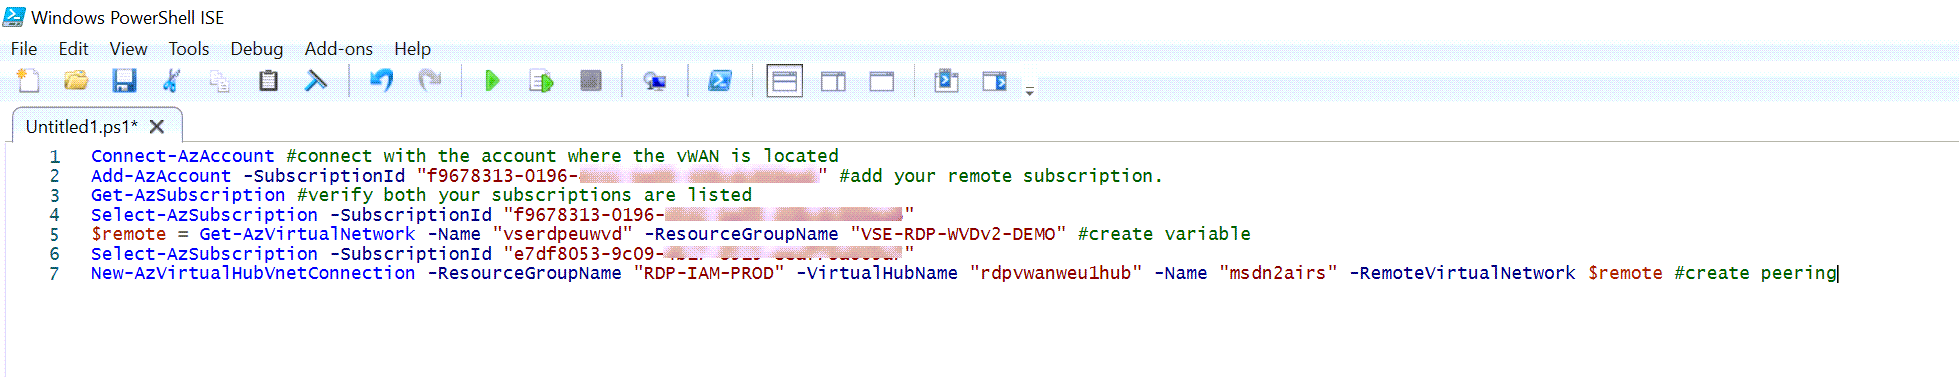 Windows PowerShell ISE
File Edit View Tools Debug Add-ons Help
Untitled1.ps1* X
1 Connect-AzAccount #connect with the account where the vWAN is located
2 Add-AzAccount -SubscriptionId "f9678313-0196- " #add your remote subscription.
3 Get-AzSubscription #verify both your subscriptions are listed
4 Select-AzSubscription -SubscriptionId "f9678313-0196- "
5 $remote = Get-AzVirtualNetwork -Name "vserdpeuwvd" -ResourceGroupName "VSE-RDP-WVDv2-DEMO" #create variable
6 Select-AzSubscription -SubscriptionId "e7df8053-9c09- "
7 New-AzVirtualHubVnetConnection -ResourceGroupName "RDP-IAM-PROD" -VirtualHubName "rdpvwanweu1hub" -Name "msdn2airs" -RemoteVirtualNetwork $remote #create peering